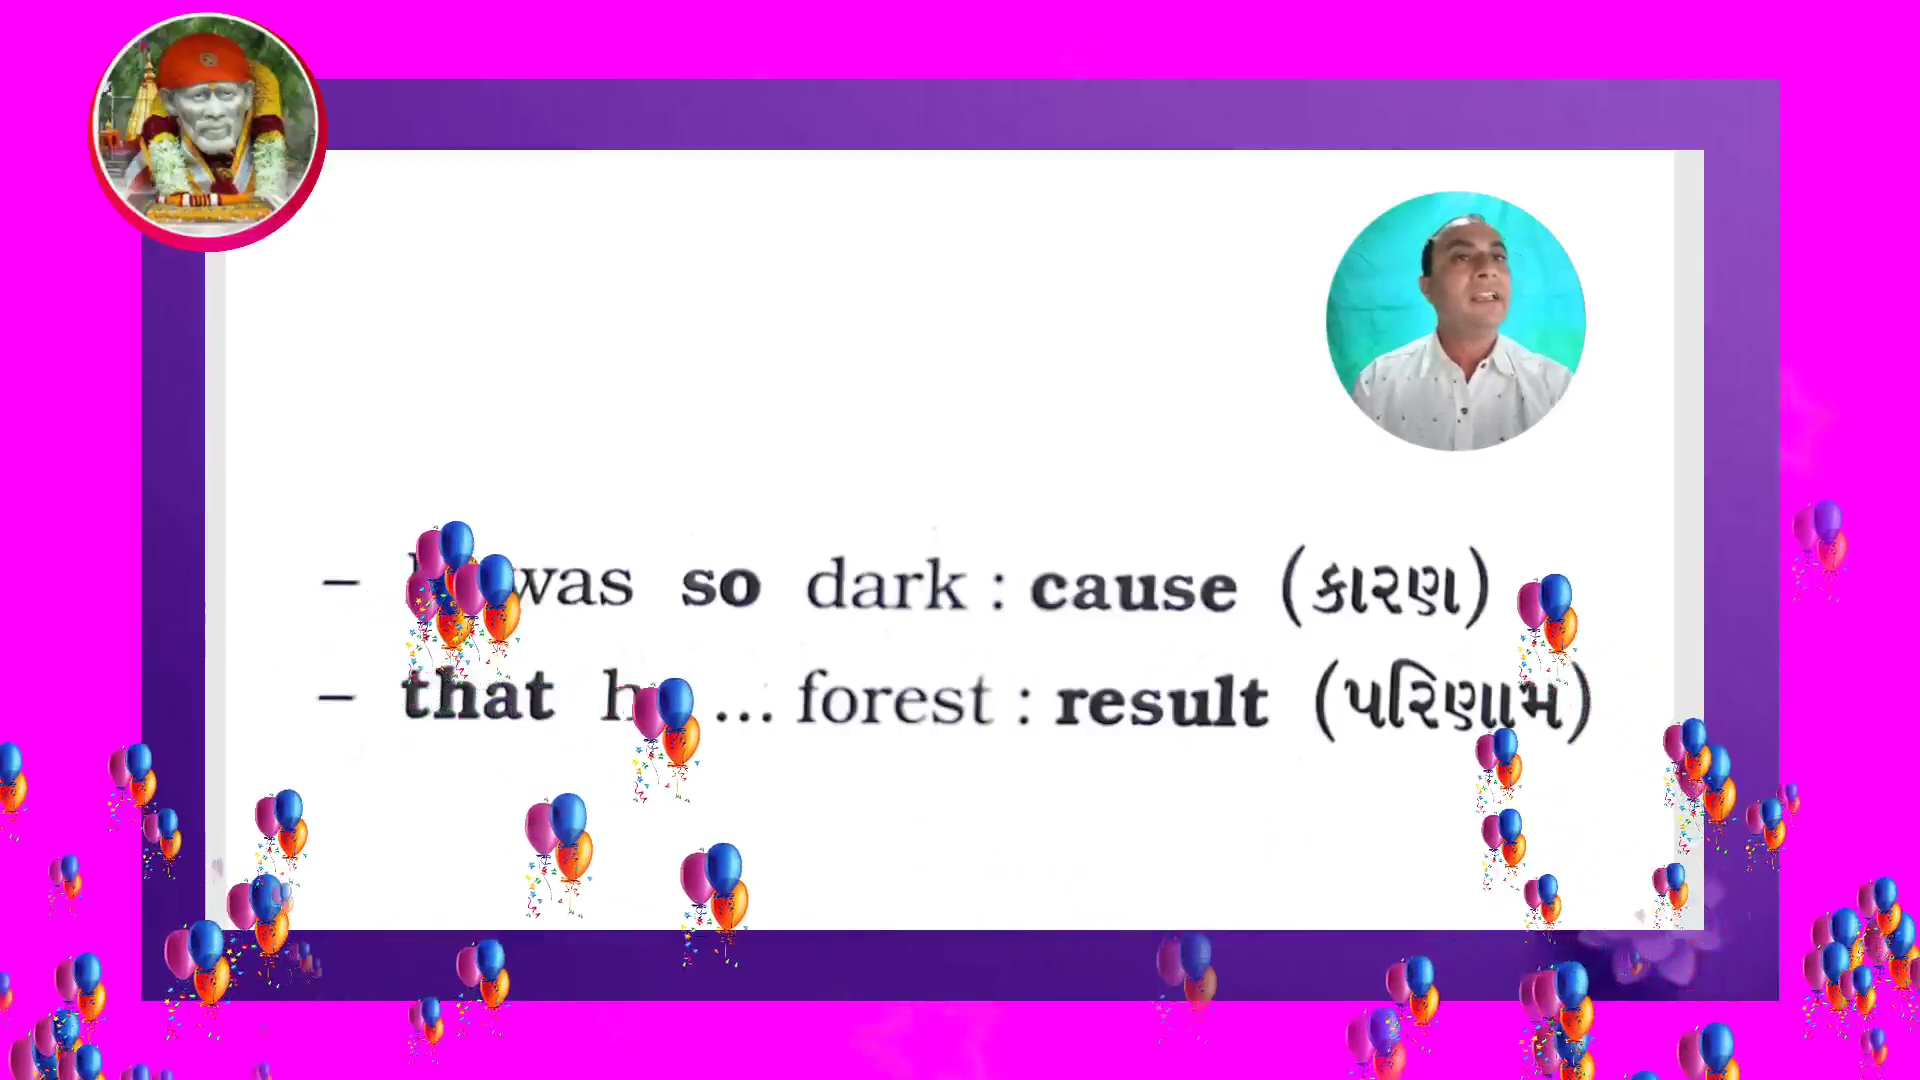 – was so dark : cause (કારણ)
– that ... forest : result (પરિણામ)